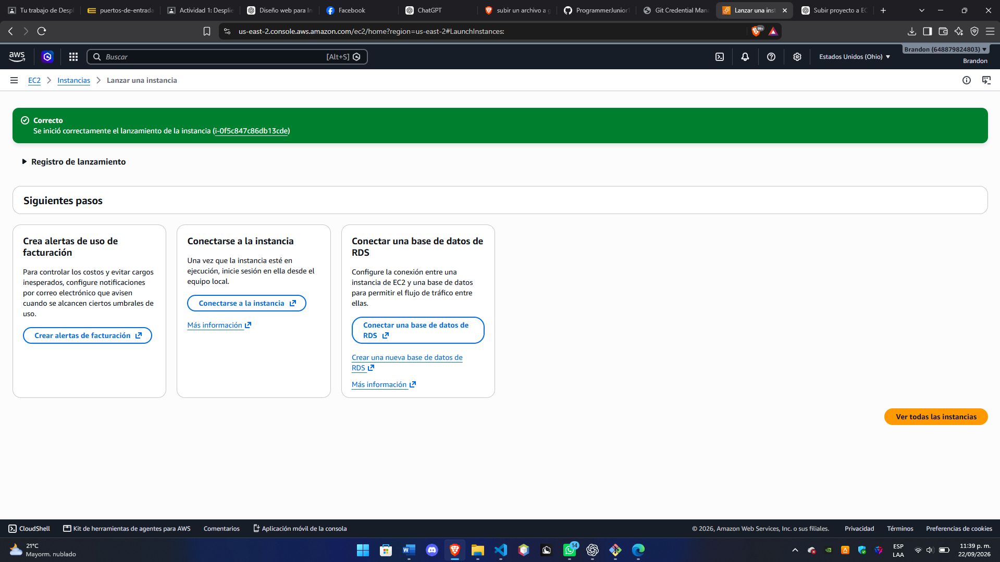 Tu trabajo de Despl
puertos-de-entrada
Actividad 1: Desplie
Diseño web para In
Facebook
ChatGPT
subir un archivo a g
ProgrammerJunior
Git Credential Man
Lanzar una inst
Subir proyecto a EC
us-east-2.console.aws.amazon.com/ec2/home?region=us-east-2#LaunchInstances:
99+
aws
Buscar
[Alt+S]
Estados Unidos (Ohio)
Brandon (648879824803)
Brandon
EC2
Instancias
Lanzar una instancia
Correcto
Se inició correctamente el lanzamiento de la instancia (i-0f5c847c86db13cde)
Registro de lanzamiento
Siguientes pasos
Crea alertas de uso de
facturación
Para controlar los costos y evitar cargos
inesperados, configure notificaciones
por correo electrónico que avisen
cuando se alcancen ciertos umbrales de
uso.
Crear alertas de facturación
Conectarse a la instancia
Una vez que la instancia esté en
ejecución, inicie sesión en ella desde el
equipo local.
Conectarse a la instancia
Más información
Conectar una base de datos de
RDS
Configure la conexión entre una
instancia de EC2 y una base de datos
para permitir el flujo de tráfico entre
ellas.
Conectar una base de datos de
RDS
Crear una nueva base de datos de
RDS
Más información
Ver todas las instancias
CloudShell
Kit de herramientas de agentes para AWS
Comentarios
Aplicación móvil de la consola
© 2026, Amazon Web Services, Inc. o sus filiales.
Privacidad
Términos
Preferencias de cookies
21°C
Mayorm. nublado
14
ESP
LAA
11:39 p. m.
22/09/2026